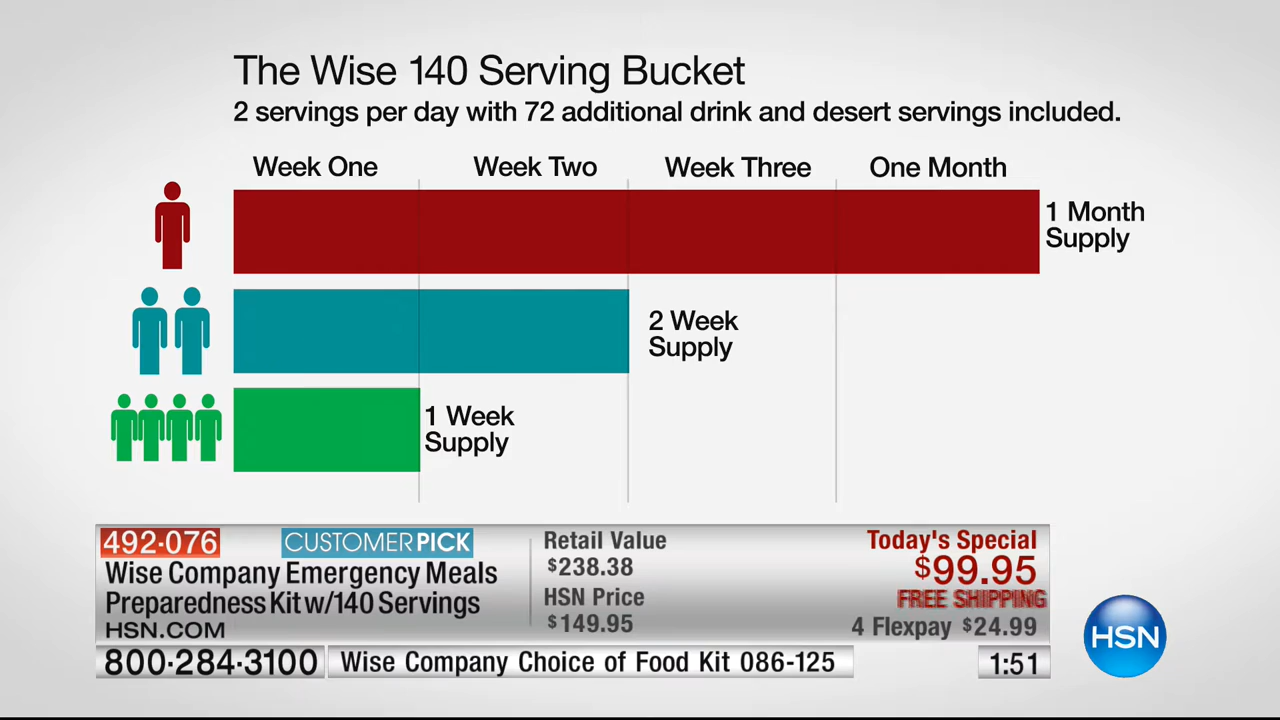 The Wise 140 Serving Bucket
2 servings per day with 72 additional drink and desert servings included.
Week One
Week Two
Week Three
One Month
1 Month
Supply
2 Week
Supply
1 Week
Supply
492·076
CUSTOMERPICK
Wise Company Emergency Meals
Preparedness Kit w/140 Servings
HSN.COM
Retail Value
$238.38
HSN Price
$149.95
Today's Special
$99.95
FREE SHIPPING
4 Flexpay $24.99
HSN
800·284·3100
Wise Company Choice of Food Kit 086-125
1:51